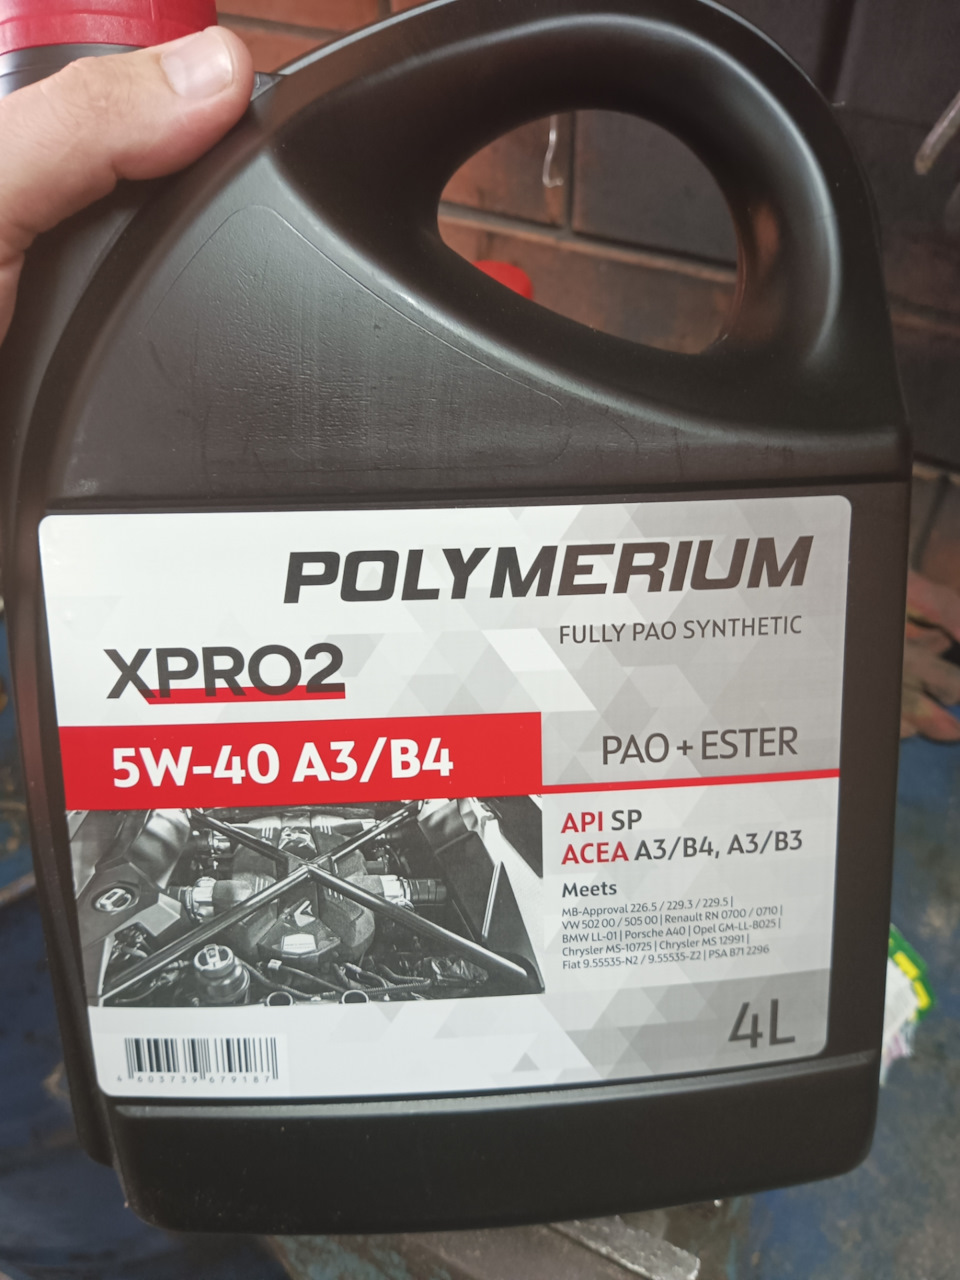 POLYMERIUM
FULLY PAO SYNTHETIC
XPRO2
5W-40 A3/B4
PAO + ESTER
API SP
ACEA A3/B4, A3/B3
Meets
MB-Approval 226.5 / 229.3 / 229.5 |
VW 502 00 / 505 00 | Renault RN 0700 / 0710 |
BMW LL-01 | Porsche A40 | Opel GM-LL-B025 |
Chrysler MS-10725 | Chrysler MS 12991 |
Fiat 9.55535-N2 / 9.55535-Z2 | PSA B71 2296
4L
4 603739 679187